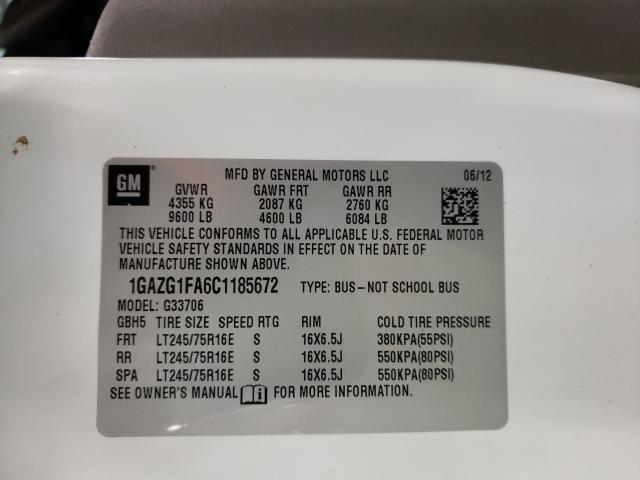 GM
MFD BY GENERAL MOTORS LLC 06/12
GVWR GAWR FRT GAWR RR
4355 KG 2087 KG 2760 KG
9600 LB 4600 LB 6084 LB
THIS VEHICLE CONFORMS TO ALL APPLICABLE U.S. FEDERAL MOTOR
VEHICLE SAFETY STANDARDS IN EFFECT ON THE DATE OF
MANUFACTURE SHOWN ABOVE.
1GAZG1FA6C1185672 TYPE: BUS–NOT SCHOOL BUS
MODEL: G33706
GBH5 TIRE SIZE SPEED RTG RIM COLD TIRE PRESSURE
FRT LT245/75R16E S 16X6.5J 380KPA(55PSI)
RR LT245/75R16E S 16X6.5J 550KPA(80PSI)
SPA LT245/75R16E S 16X6.5J 550KPA(80PSI)
SEE OWNER'S MANUAL FOR MORE INFORMATION.